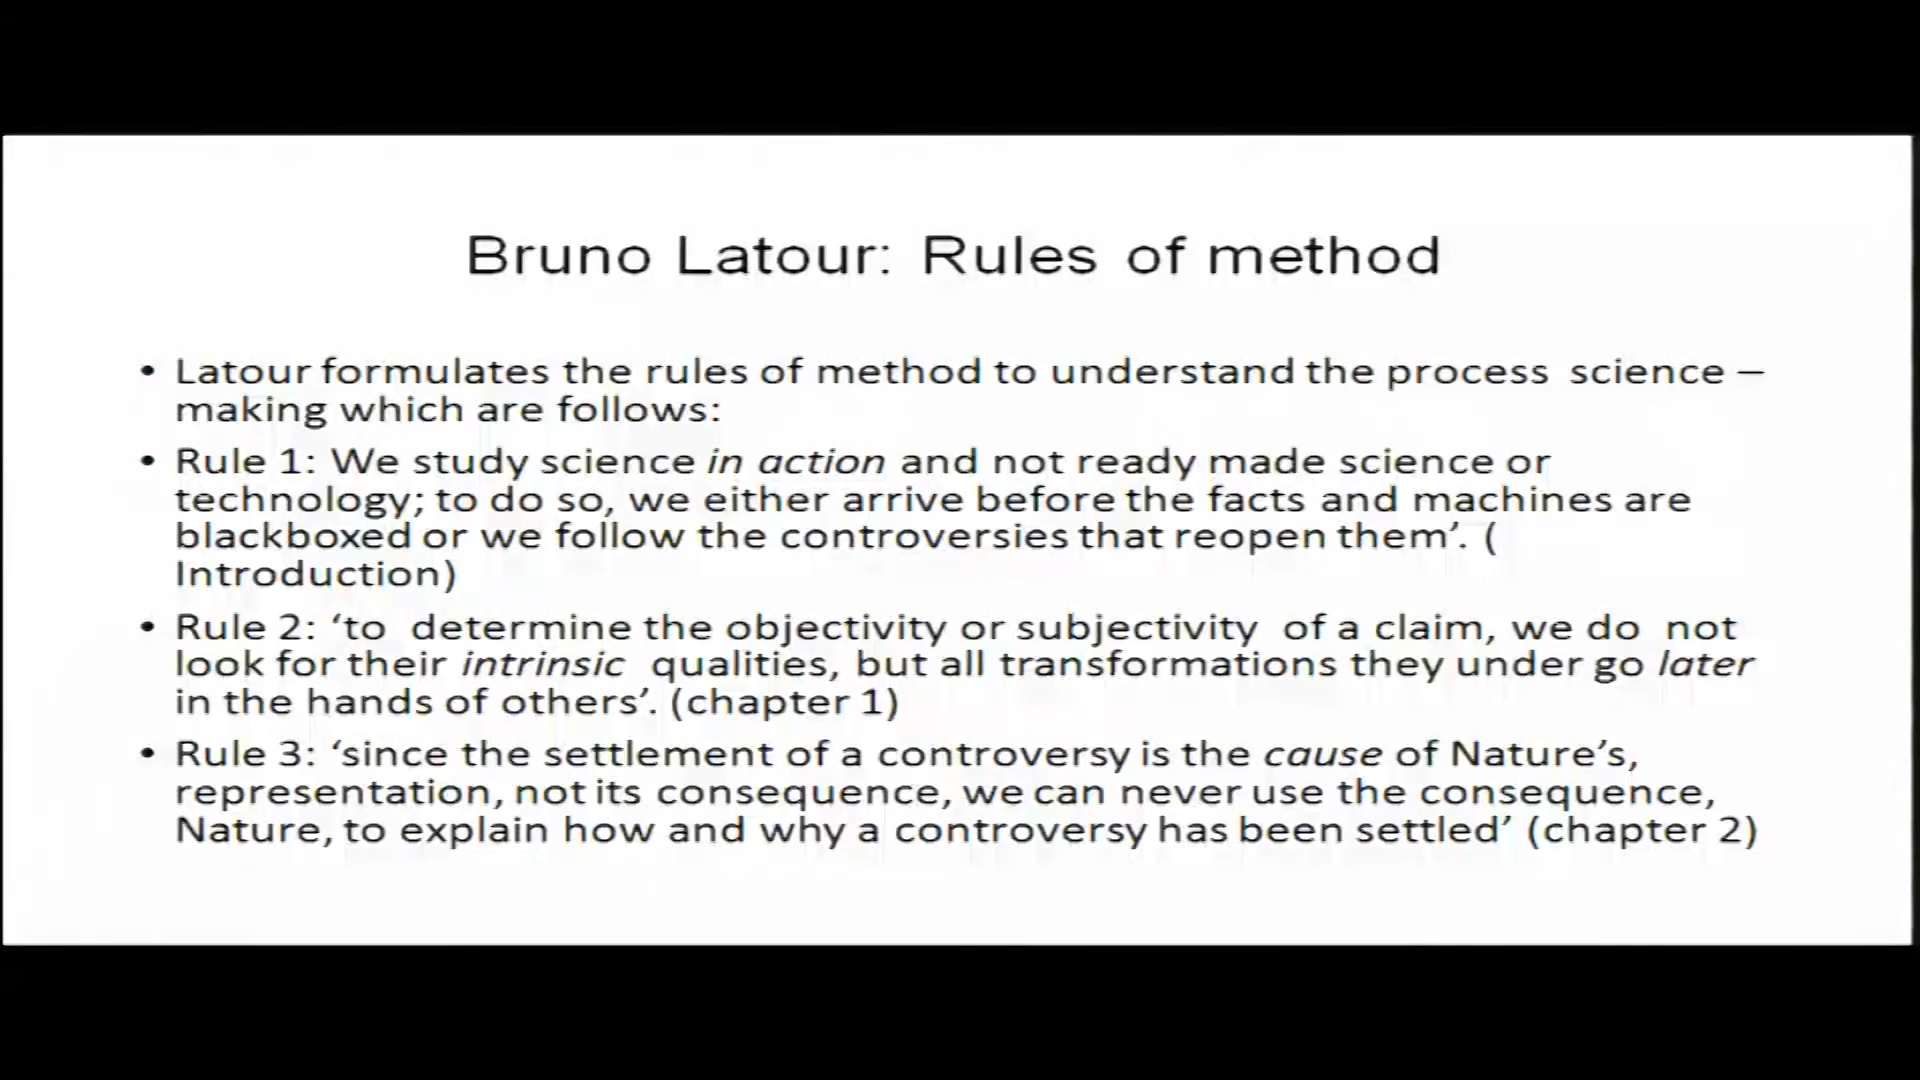 Bruno Latour: Rules of method
• Latour formulates the rules of method to understand the process science –
making which are follows:
• Rule 1: We study science in action and not ready made science or
technology; to do so, we either arrive before the facts and machines are
blackboxed or we follow the controversies that reopen them’. (
Introduction)
• Rule 2: ‘to determine the objectivity or subjectivity of a claim, we do not
look for their intrinsic qualities, but all transformations they under go later
in the hands of others’. (chapter 1)
• Rule 3: ‘since the settlement of a controversy is the cause of Nature’s,
representation, not its consequence, we can never use the consequence,
Nature, to explain how and why a controversy has been settled’ (chapter 2)